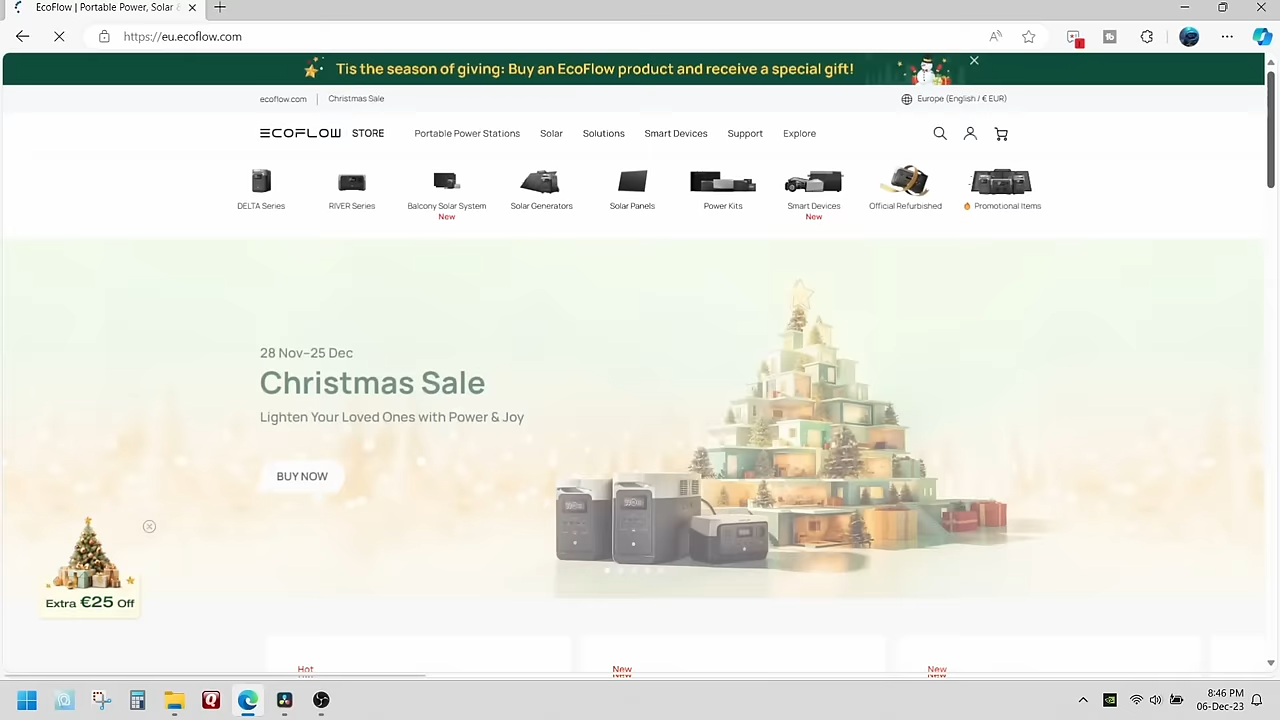 EcoFlow | Portable Power, Solar &
https://eu.ecoflow.com
Tis the season of giving: Buy an EcoFlow product and receive a special gift!
ecoflow.com | Christmas Sale
Europe (English / € EUR)
ECOFLOW STORE
Portable Power Stations
Solar
Solutions
Smart Devices
Support
Explore
DELTA Series
RIVER Series
Balcony Solar System
New
Solar Generators
Solar Panels
Power Kits
Smart Devices
New
Official Refurbished
Promotional Items
28 Nov–25 Dec
Christmas Sale
Lighten Your Loved Ones with Power & Joy
BUY NOW
Extra €25 Off
Hot
New
New
8:46 PM
06-Dec-23